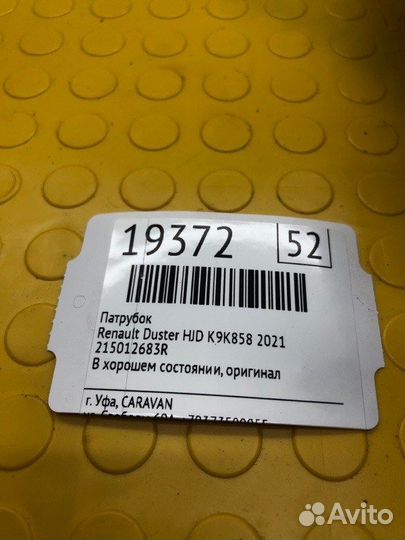 19372 52
Патрубок
Renault Duster HJD K9K858 2021
215012683R
В хорошем состоянии, оригинал
г. Уфа, CARAVAN
Avito